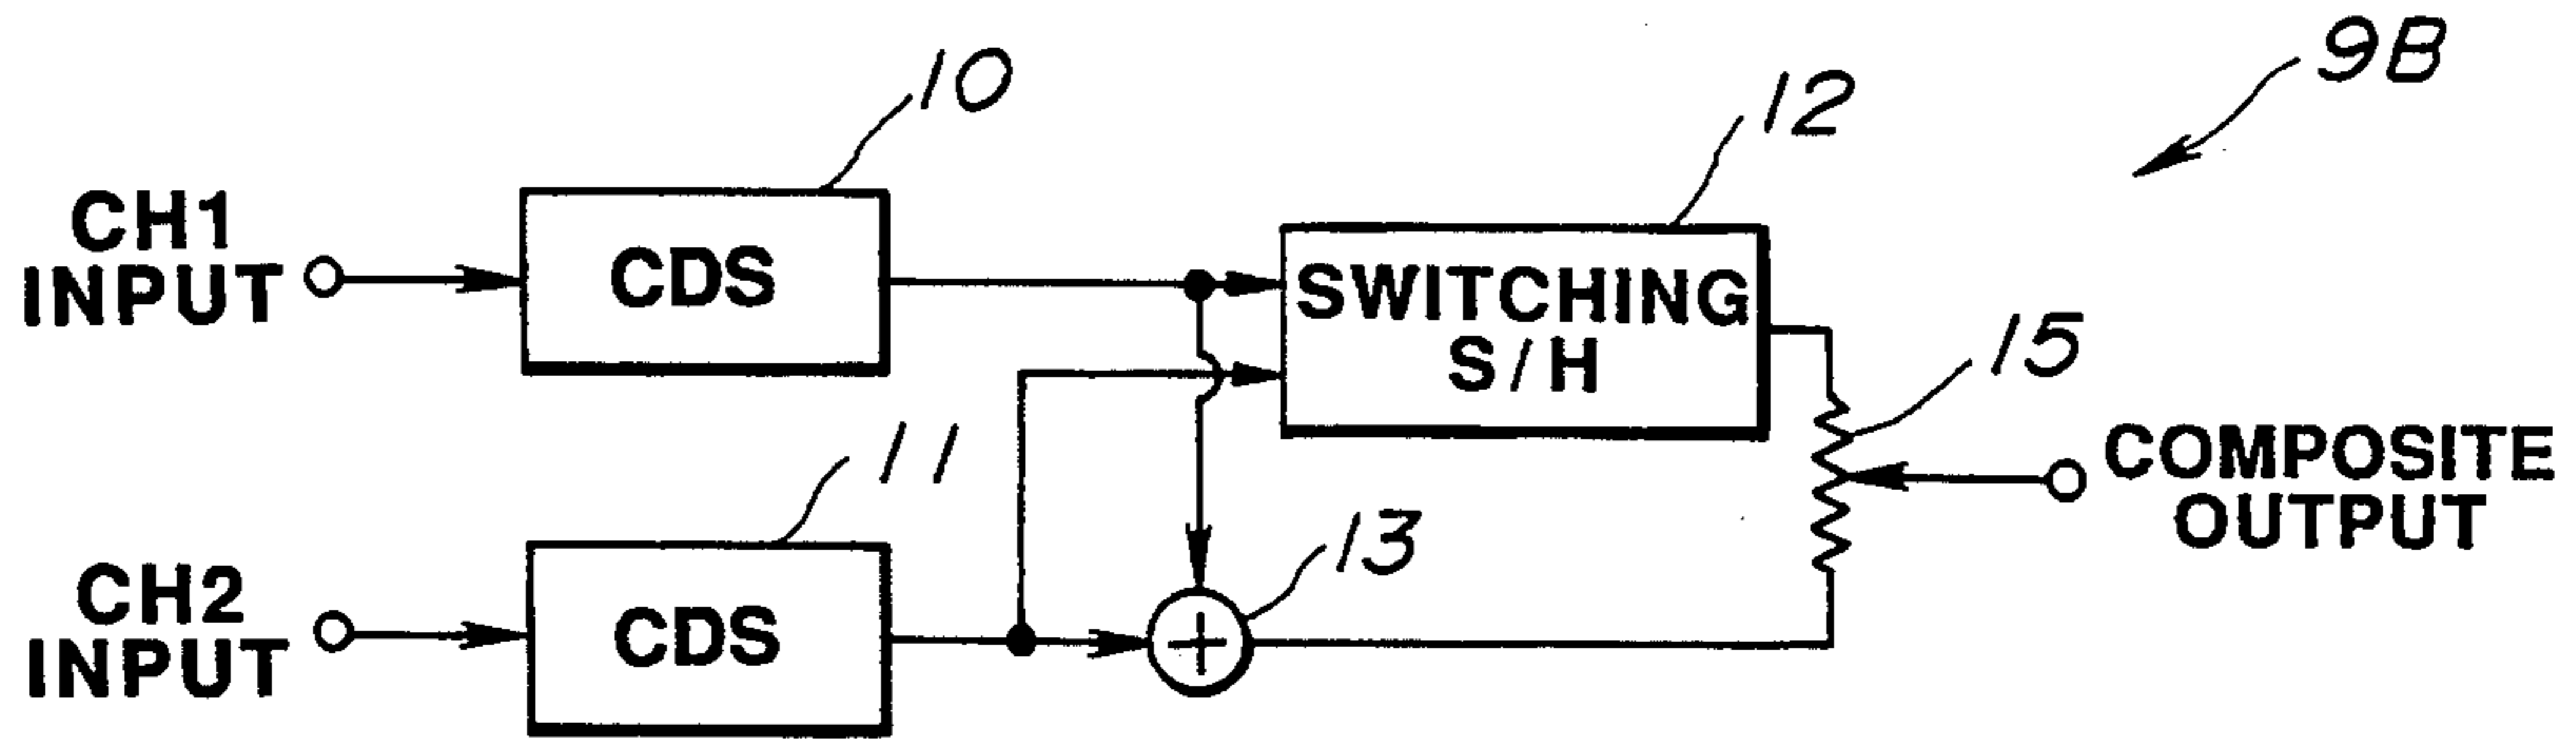 9B
10
12
CH1
INPUT
CDS
SWITCHING
S/H
15
11
COMPOSITE
OUTPUT
13
CH2
INPUT
CDS
+